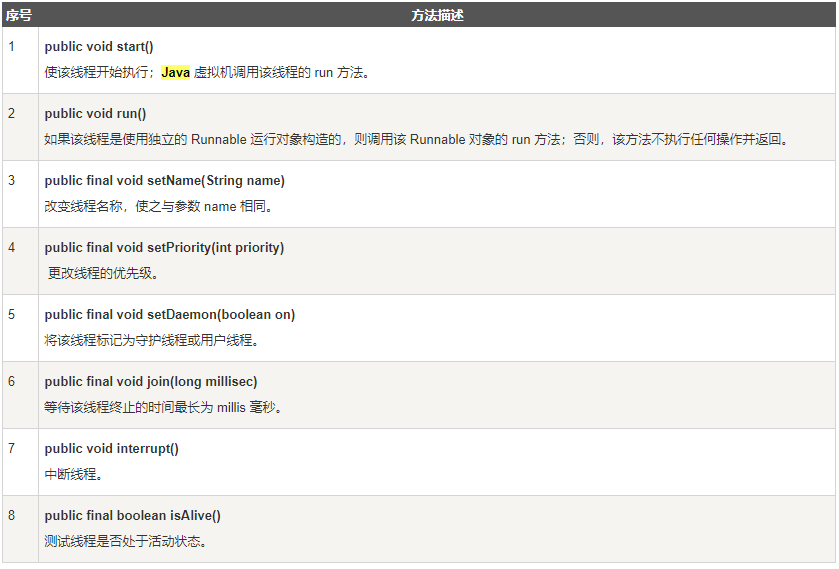 序号 方法描述
1 public void start()
使该线程开始执行；Java 虚拟机调用该线程的 run 方法。
2 public void run()
如果该线程是使用独立的 Runnable 运行对象构造的，则调用该 Runnable 对象的 run 方法；否则，该方法不执行任何操作并返回。
3 public final void setName(String name)
改变线程名称，使之与参数 name 相同。
4 public final void setPriority(int priority)
更改线程的优先级。
5 public final void setDaemon(boolean on)
将该线程标记为守护线程或用户线程。
6 public final void join(long millisec)
等待该线程终止的时间最长为 millis 毫秒。
7 public void interrupt()
中断线程。
8 public final boolean isAlive()
测试线程是否处于活动状态。